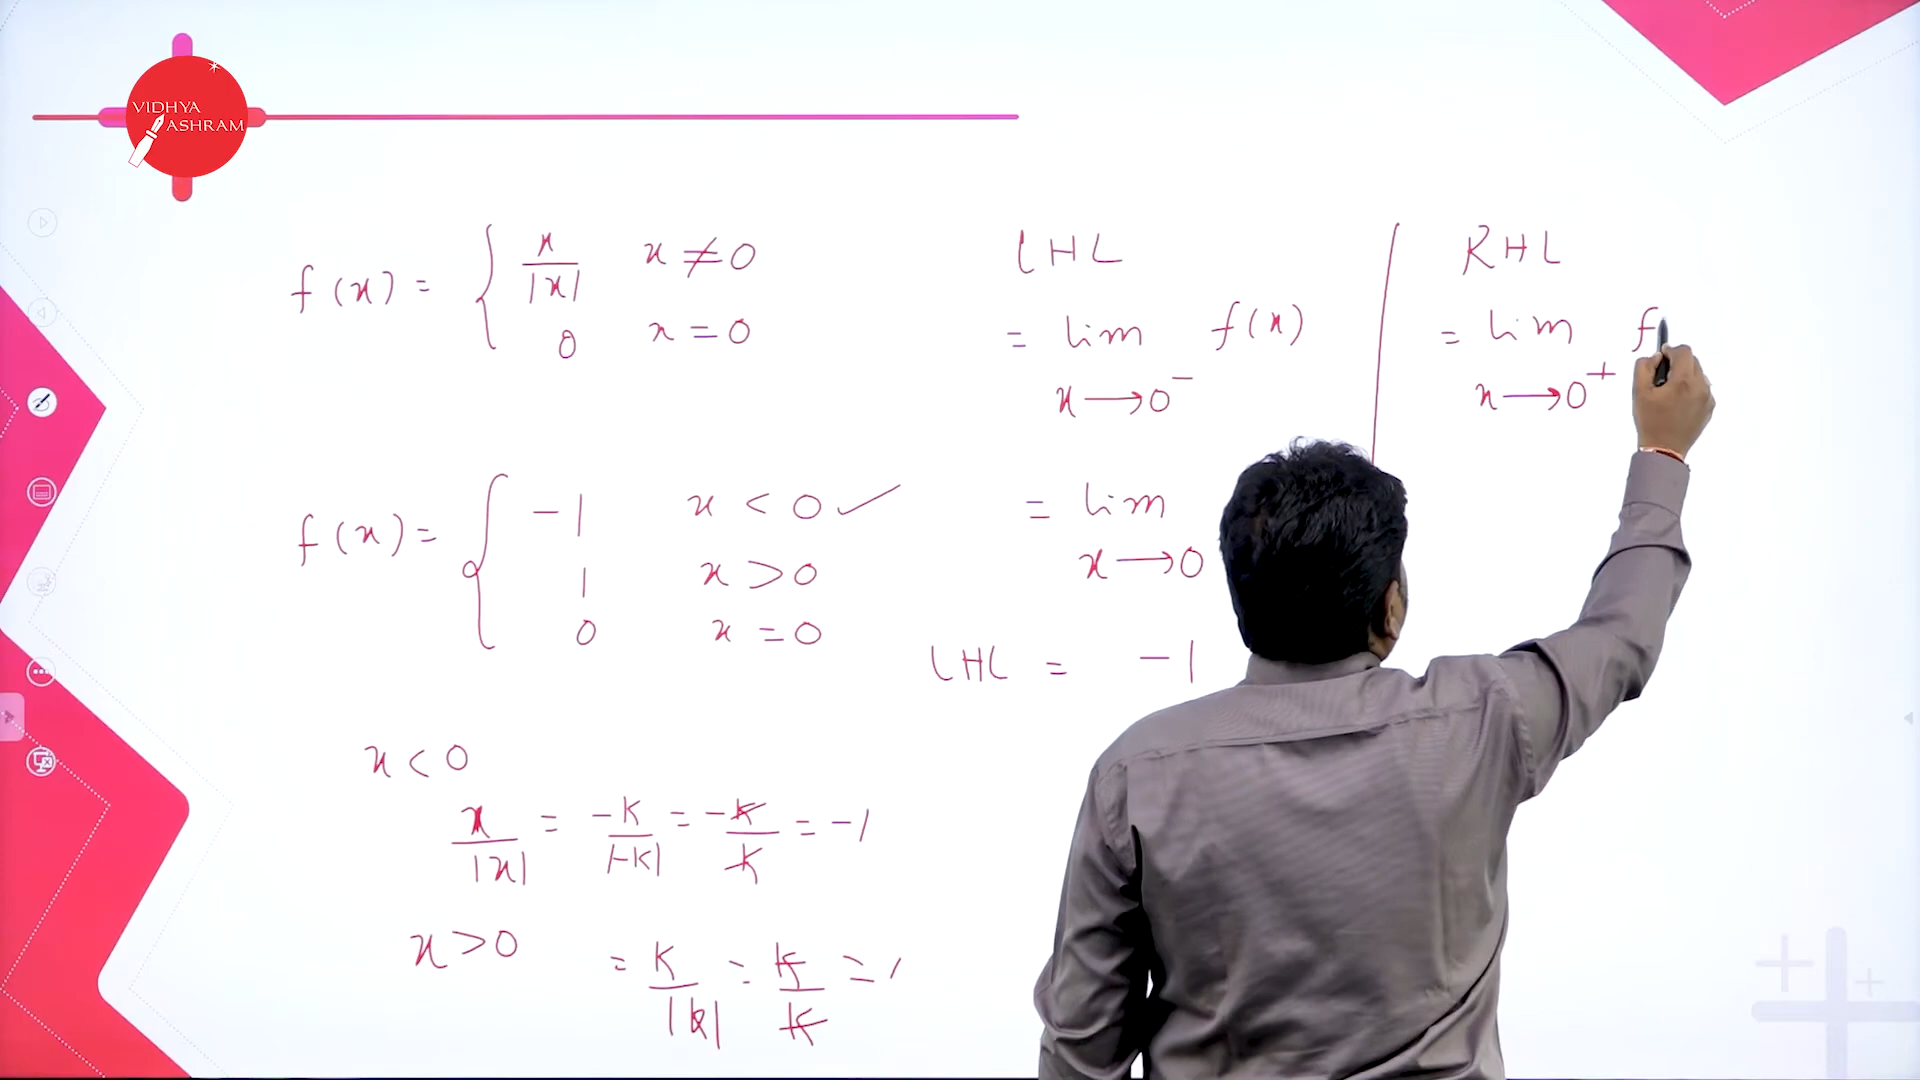 VIDHYA
ASHRAM
f(x) = { x/|x| x ≠ 0
0 x = 0
f(x) = { -1 x < 0 ✓
1 x > 0
0 x = 0
x < 0
x/|x| = -k/|-k| = -k/k = -1
x > 0
= k/|k| = k/k = 1
LHL
= lim f(x)
x → 0⁻
= lim
x → 0
LHL = -1
RHL
= lim f
x → 0⁺